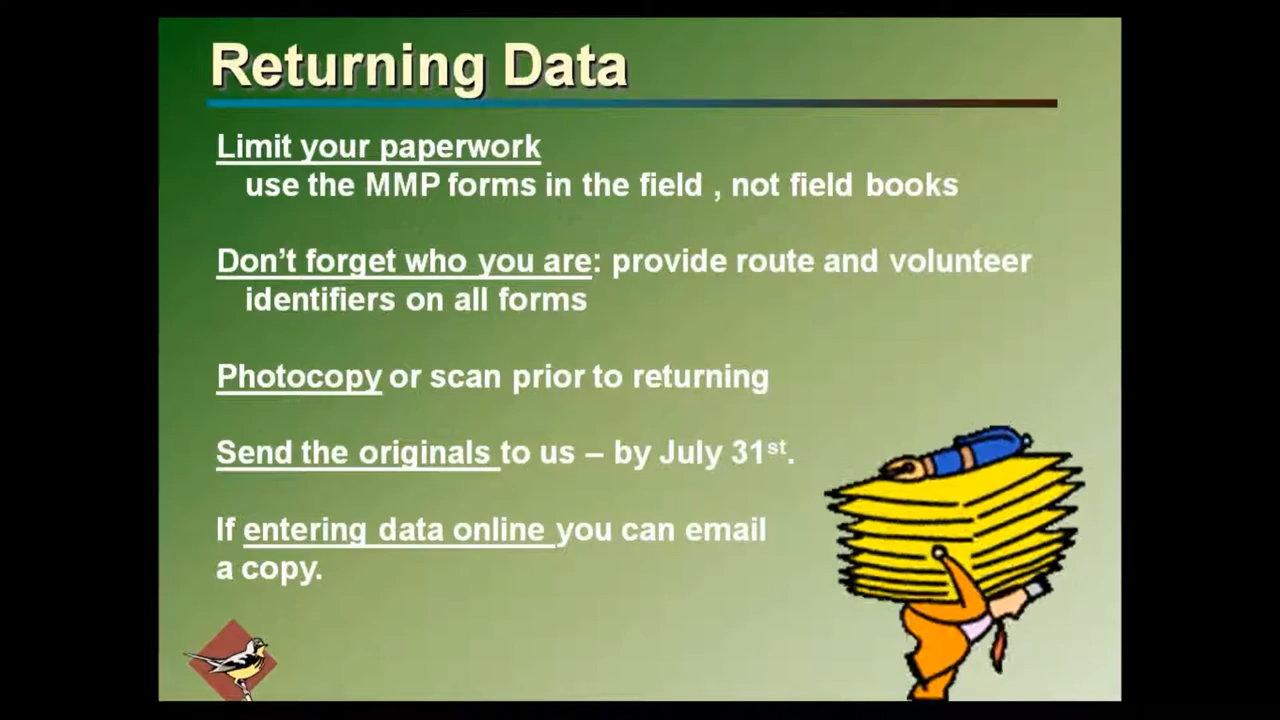 Returning Data
Limit your paperwork
use the MMP forms in the field , not field books
Don’t forget who you are: provide route and volunteer
identifiers on all forms
Photocopy or scan prior to returning
Send the originals to us – by July 31st.
If entering data online you can email
a copy.